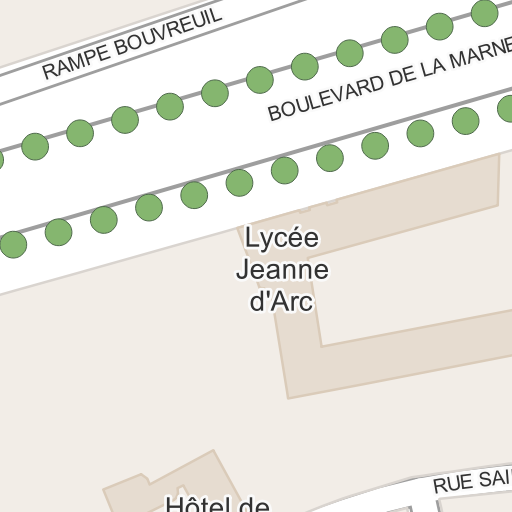 RAMPE BOUVREUIL
BOULEVARD DE LA MARNE
Lycée
Jeanne
d'Arc
Hôtel de
RUE SAI